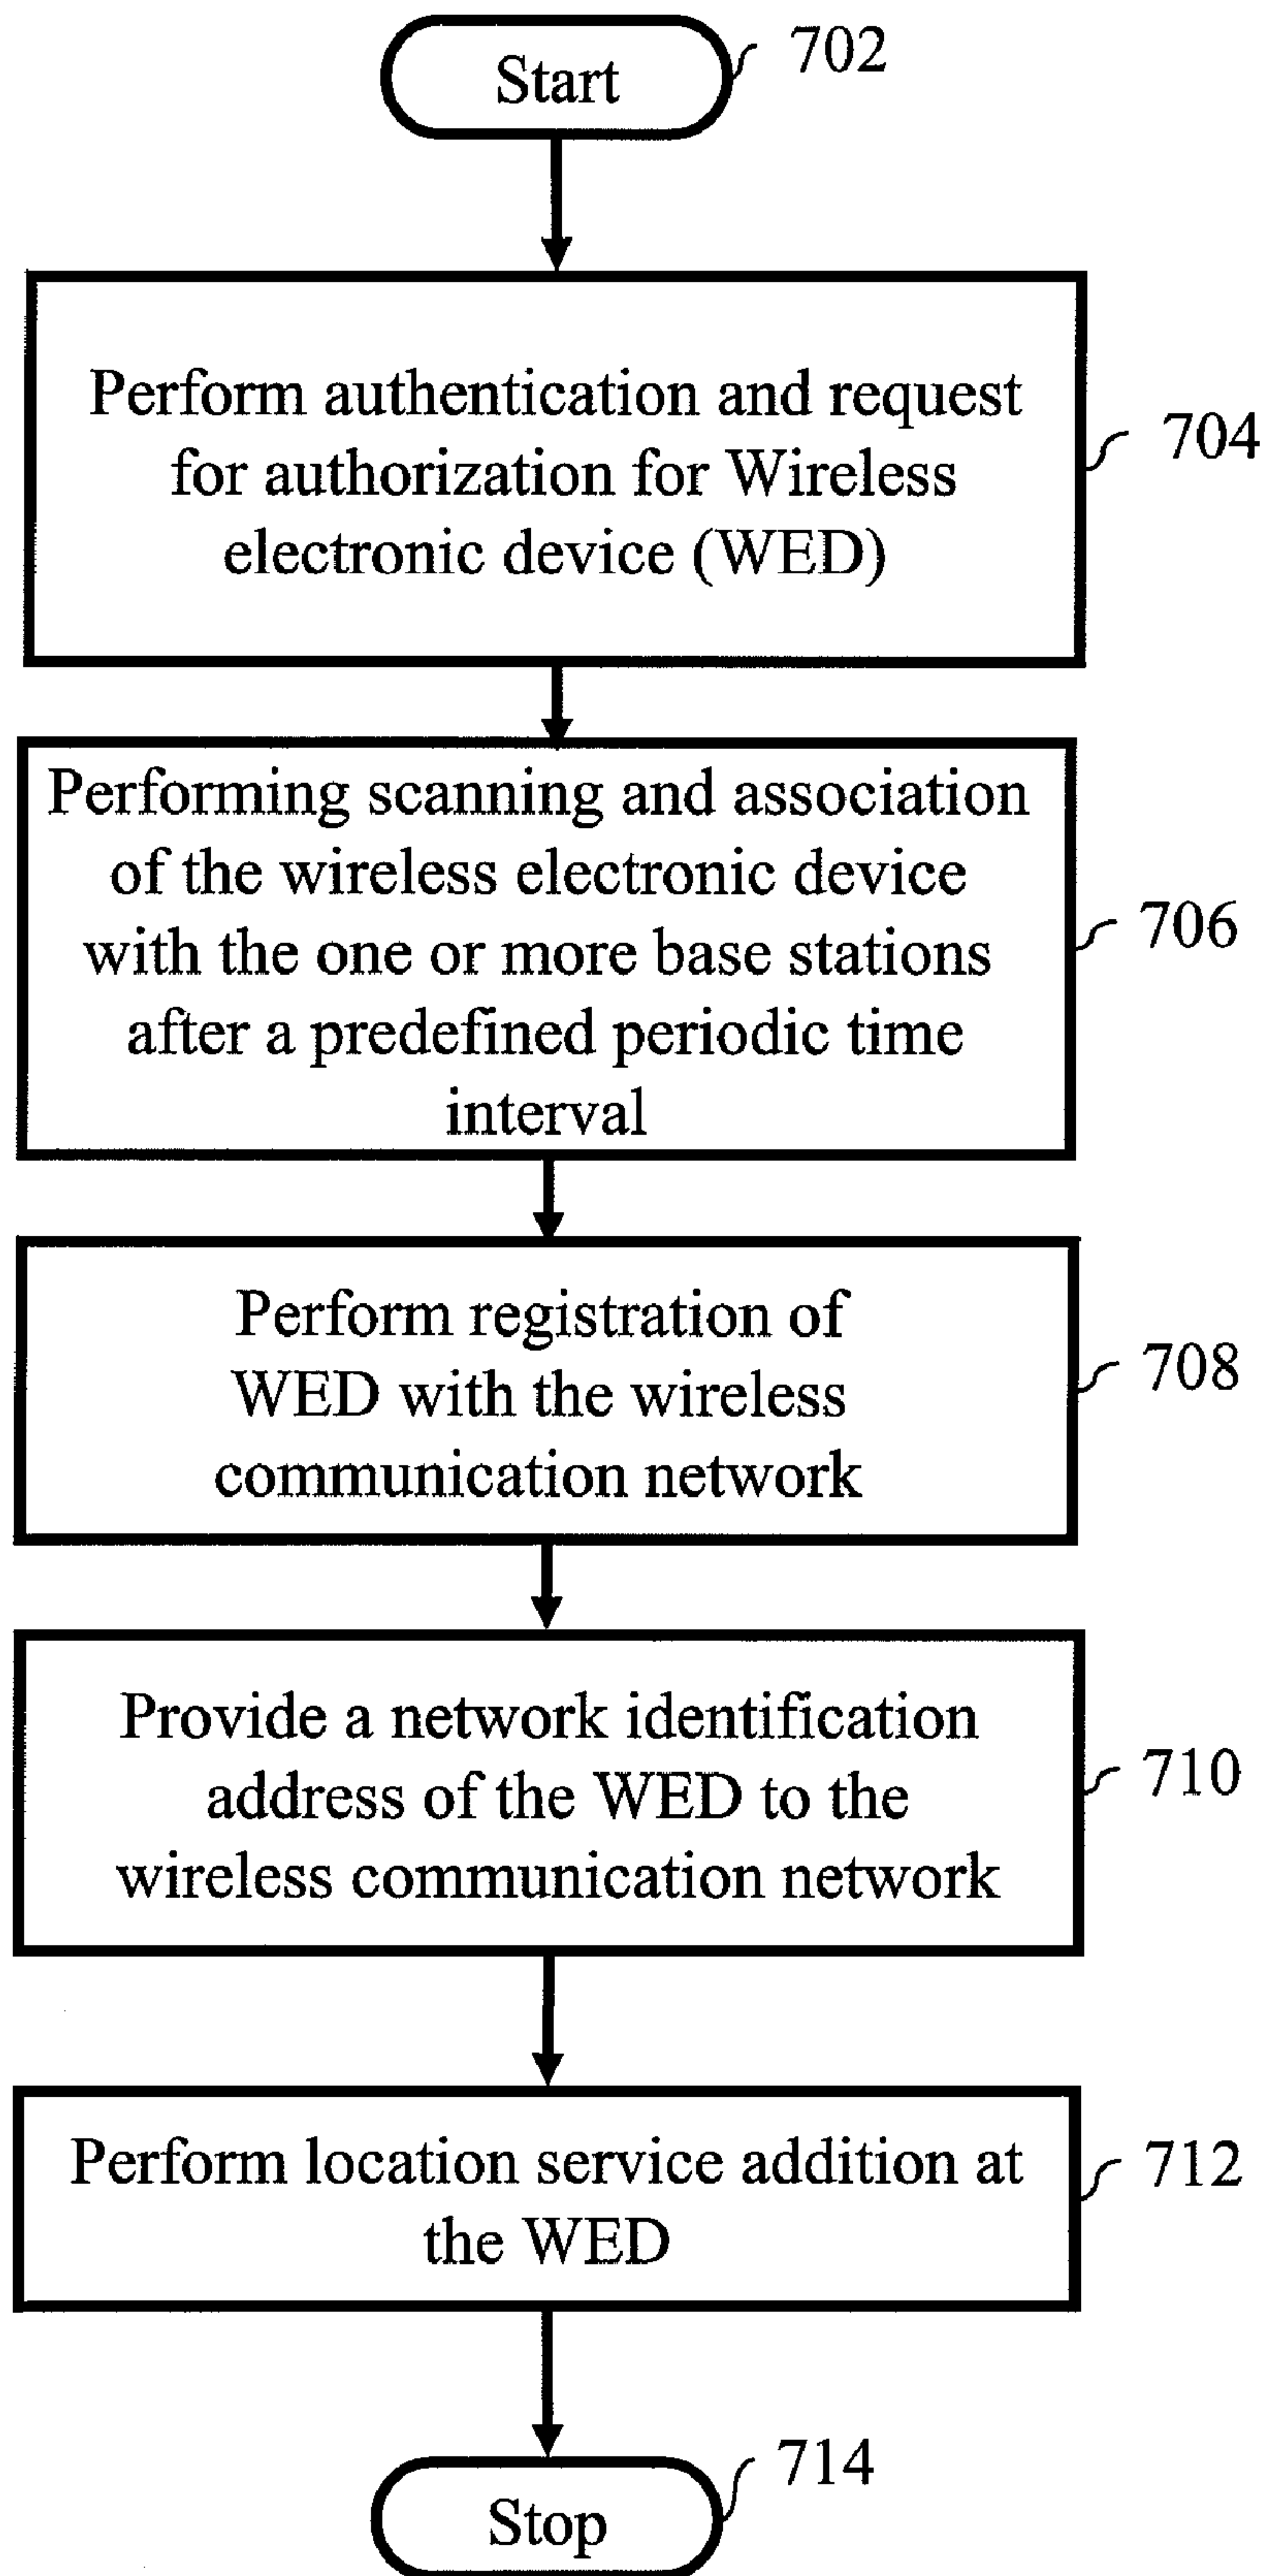 Start
702
Perform authentication and request
for authorization for Wireless
electronic device (WED)
704
Performing scanning and association
of the wireless electronic device
with the one or more base stations
after a predefined periodic time
interval
706
Perform registration of
WED with the wireless
communication network
708
Provide a network identification
address of the WED to the
wireless communication network
710
Perform location service addition at
the WED
712
Stop
714